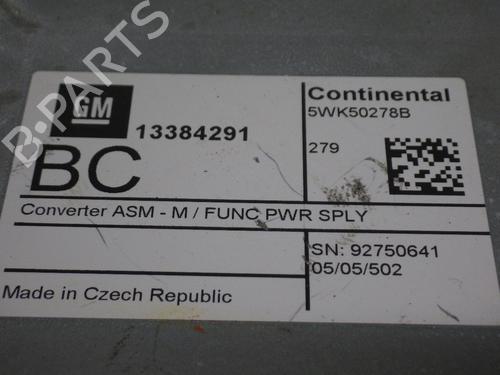 B-PARTS
GM
13384291
BC
Converter ASM - M / FUNC PWR SPLY
Made in Czech Republic
Continental
5WK50278B
279
SN: 92750641
05/05/502